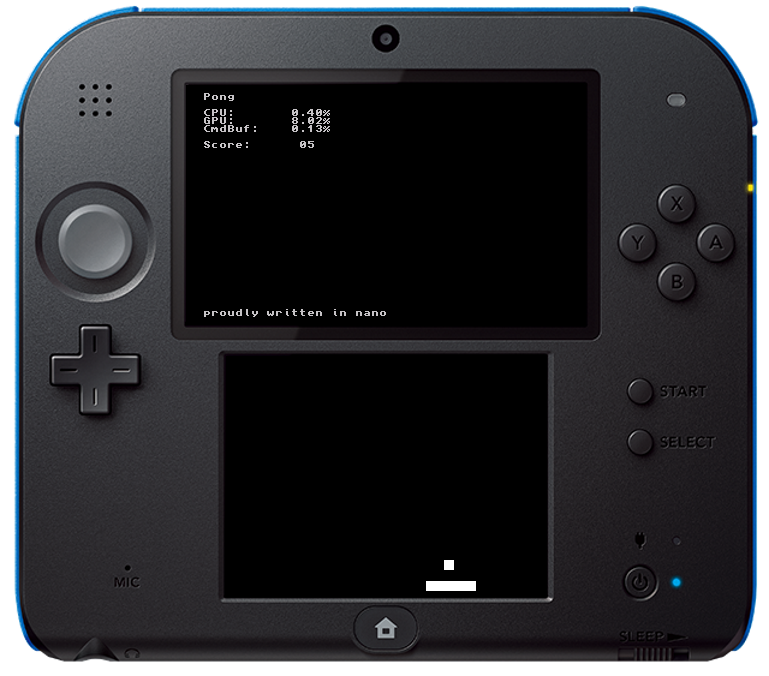 Pong
CPU: 0.40%
GPU: 8.02%
CmdBuf: 0.13%
Score: 05
X
Y
A
B
proudly written in nano
START
SELECT
MIC
SLEEP